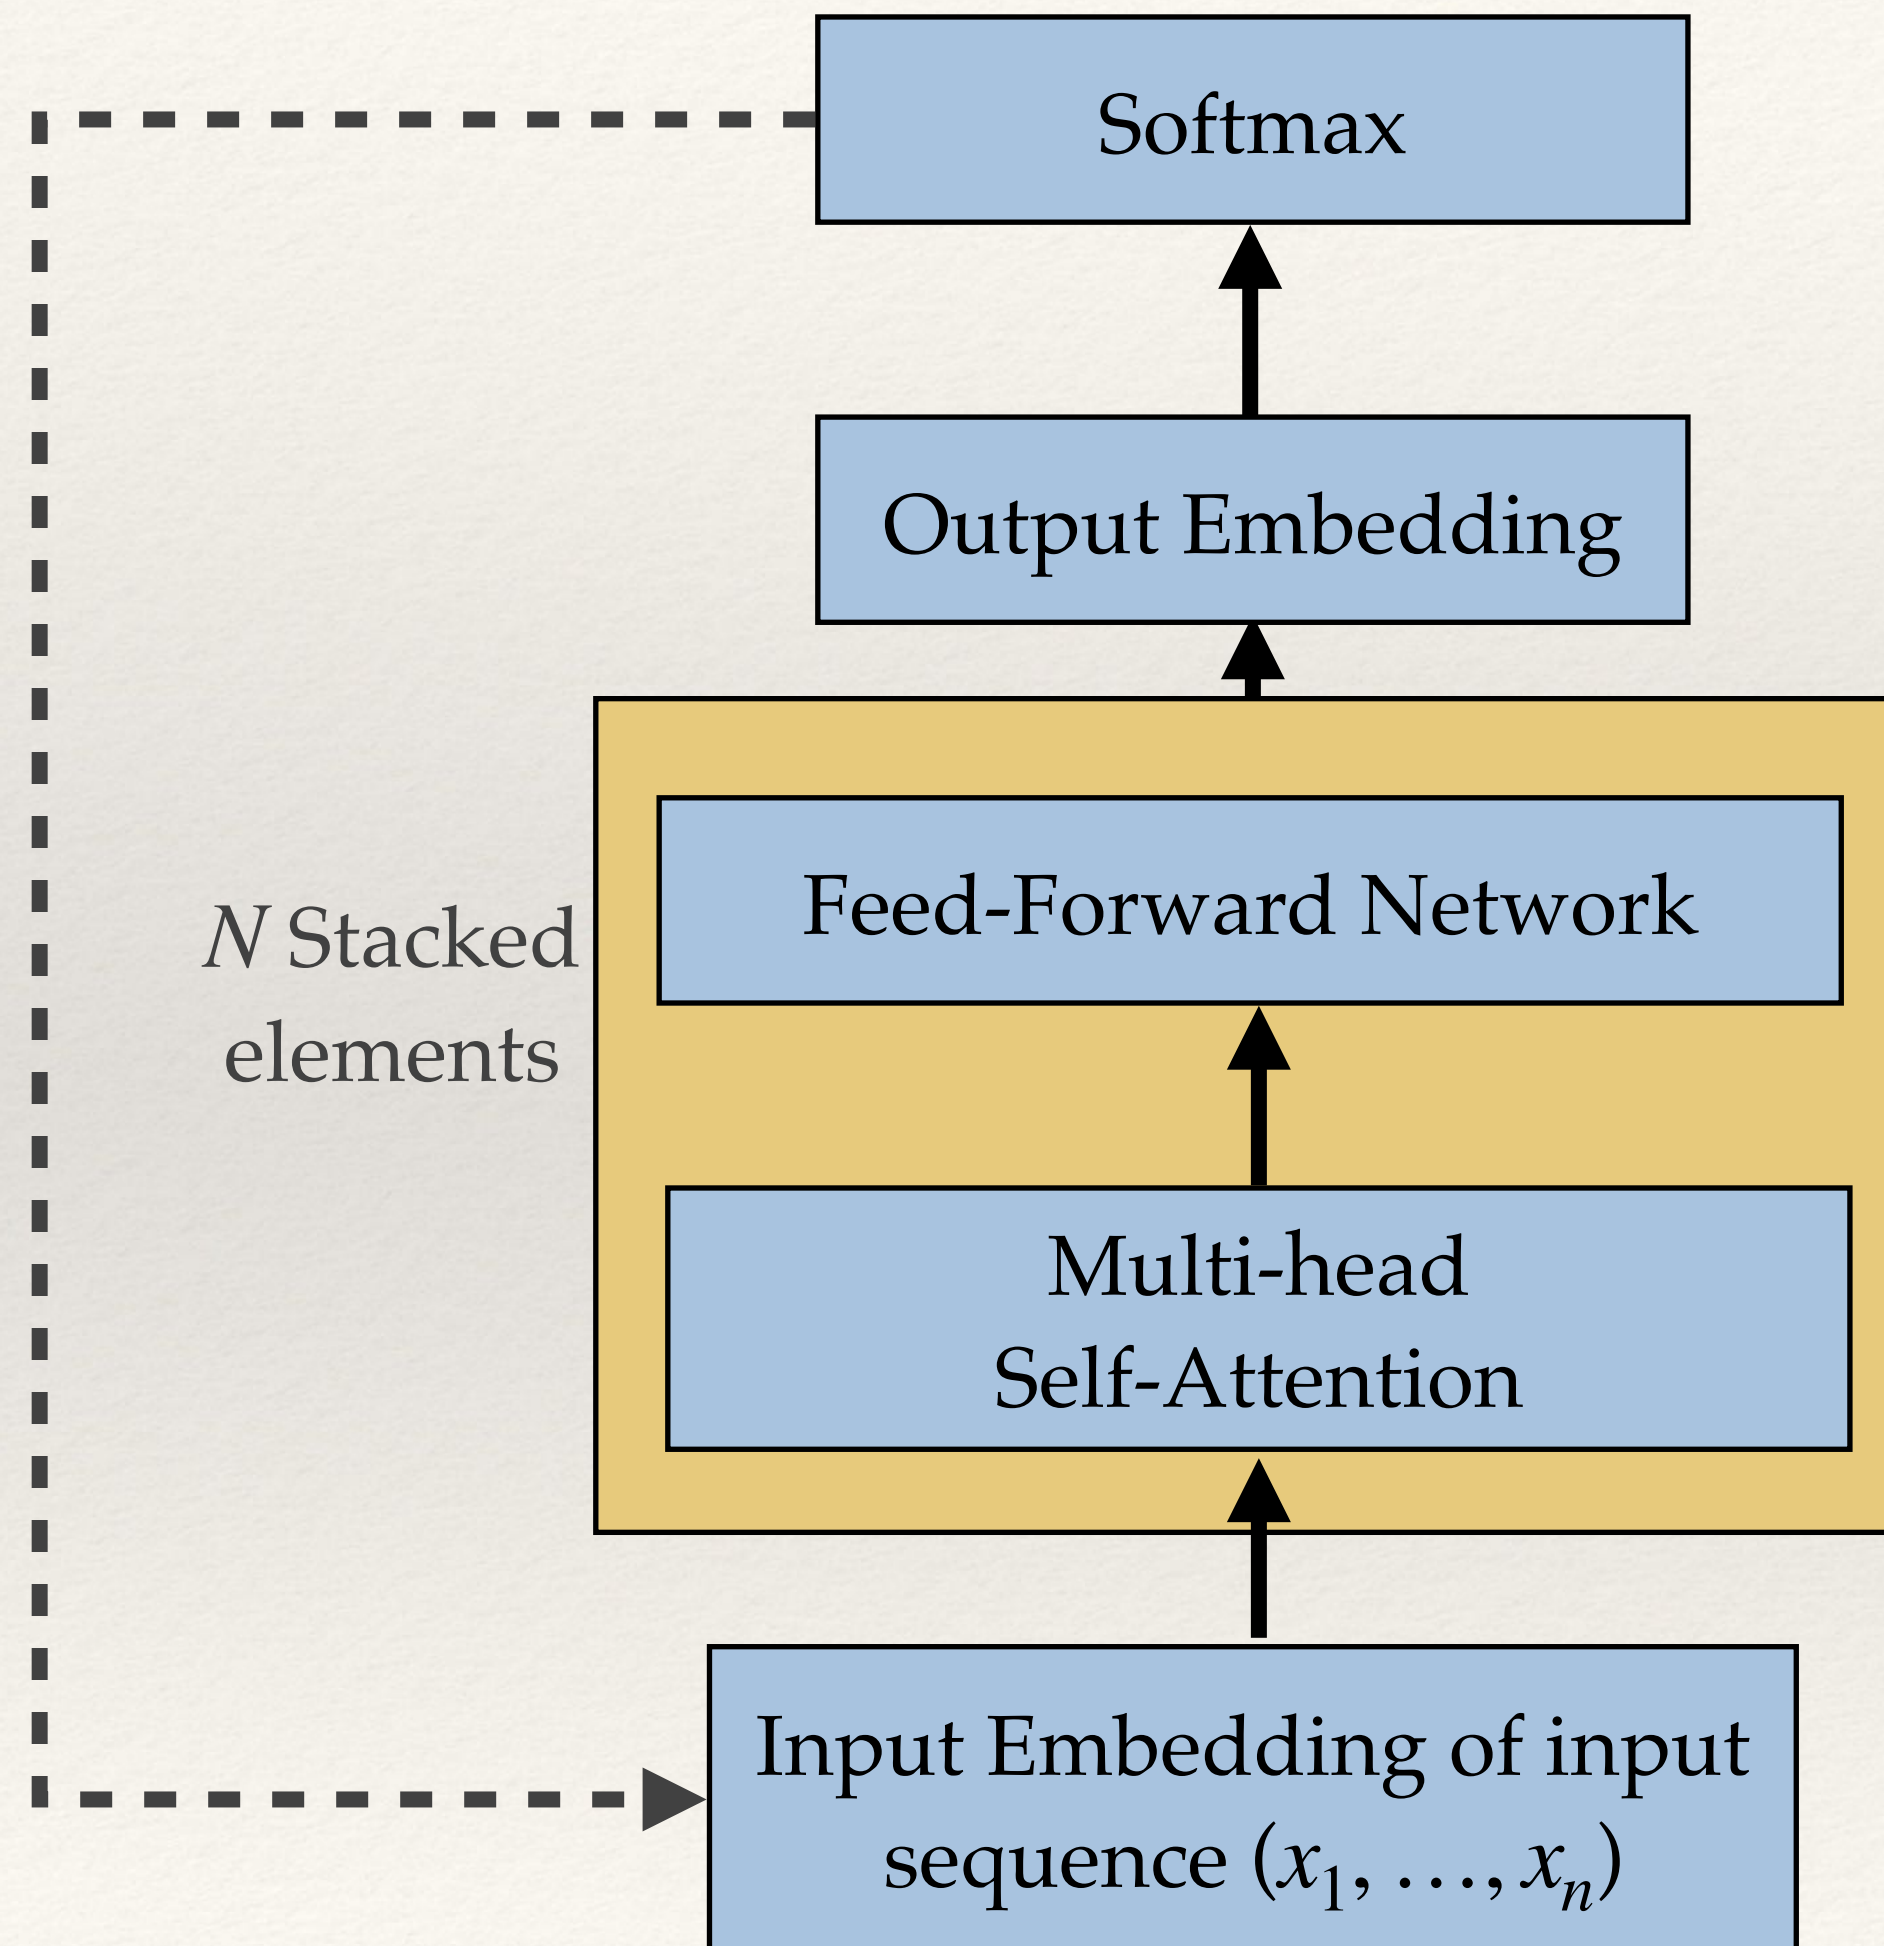 Softmax
Output Embedding
Feed-Forward Network
N Stacked
elements
Multi-head
Self-Attention
Input Embedding of input
sequence (x₁, …, xₙ)